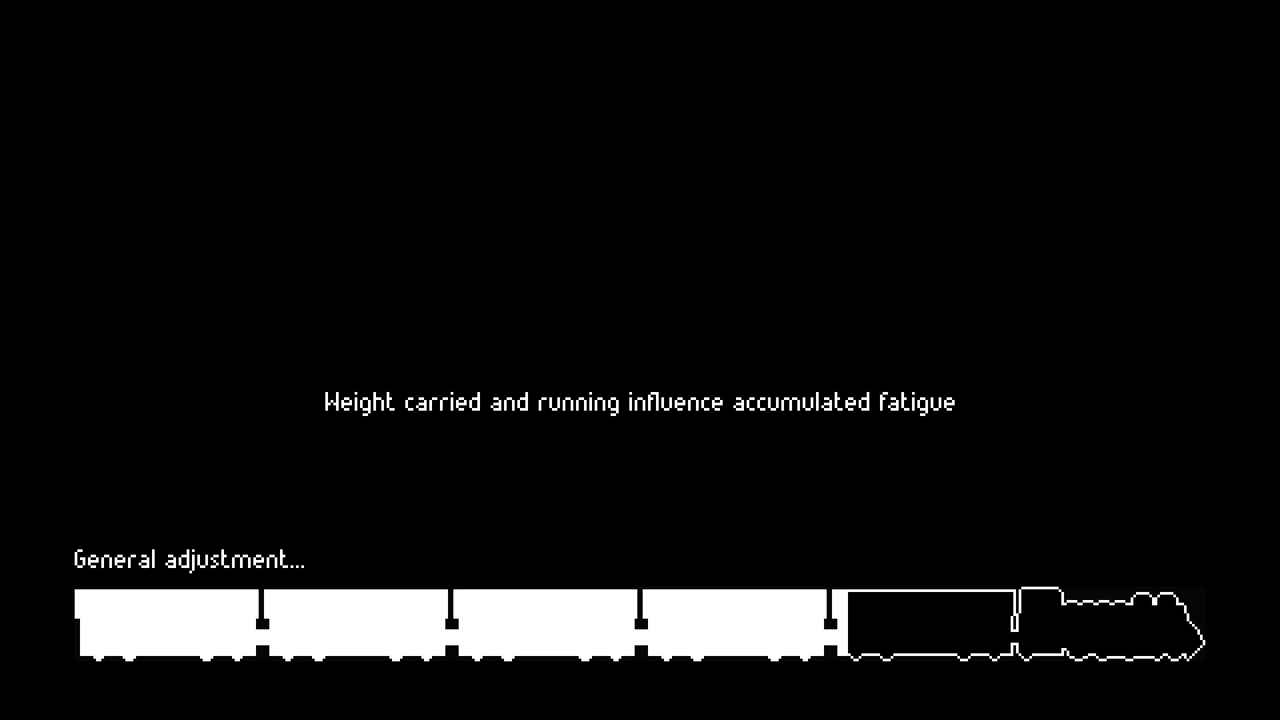 Weight carried and running influence accumulated fatigue
General adjustment...